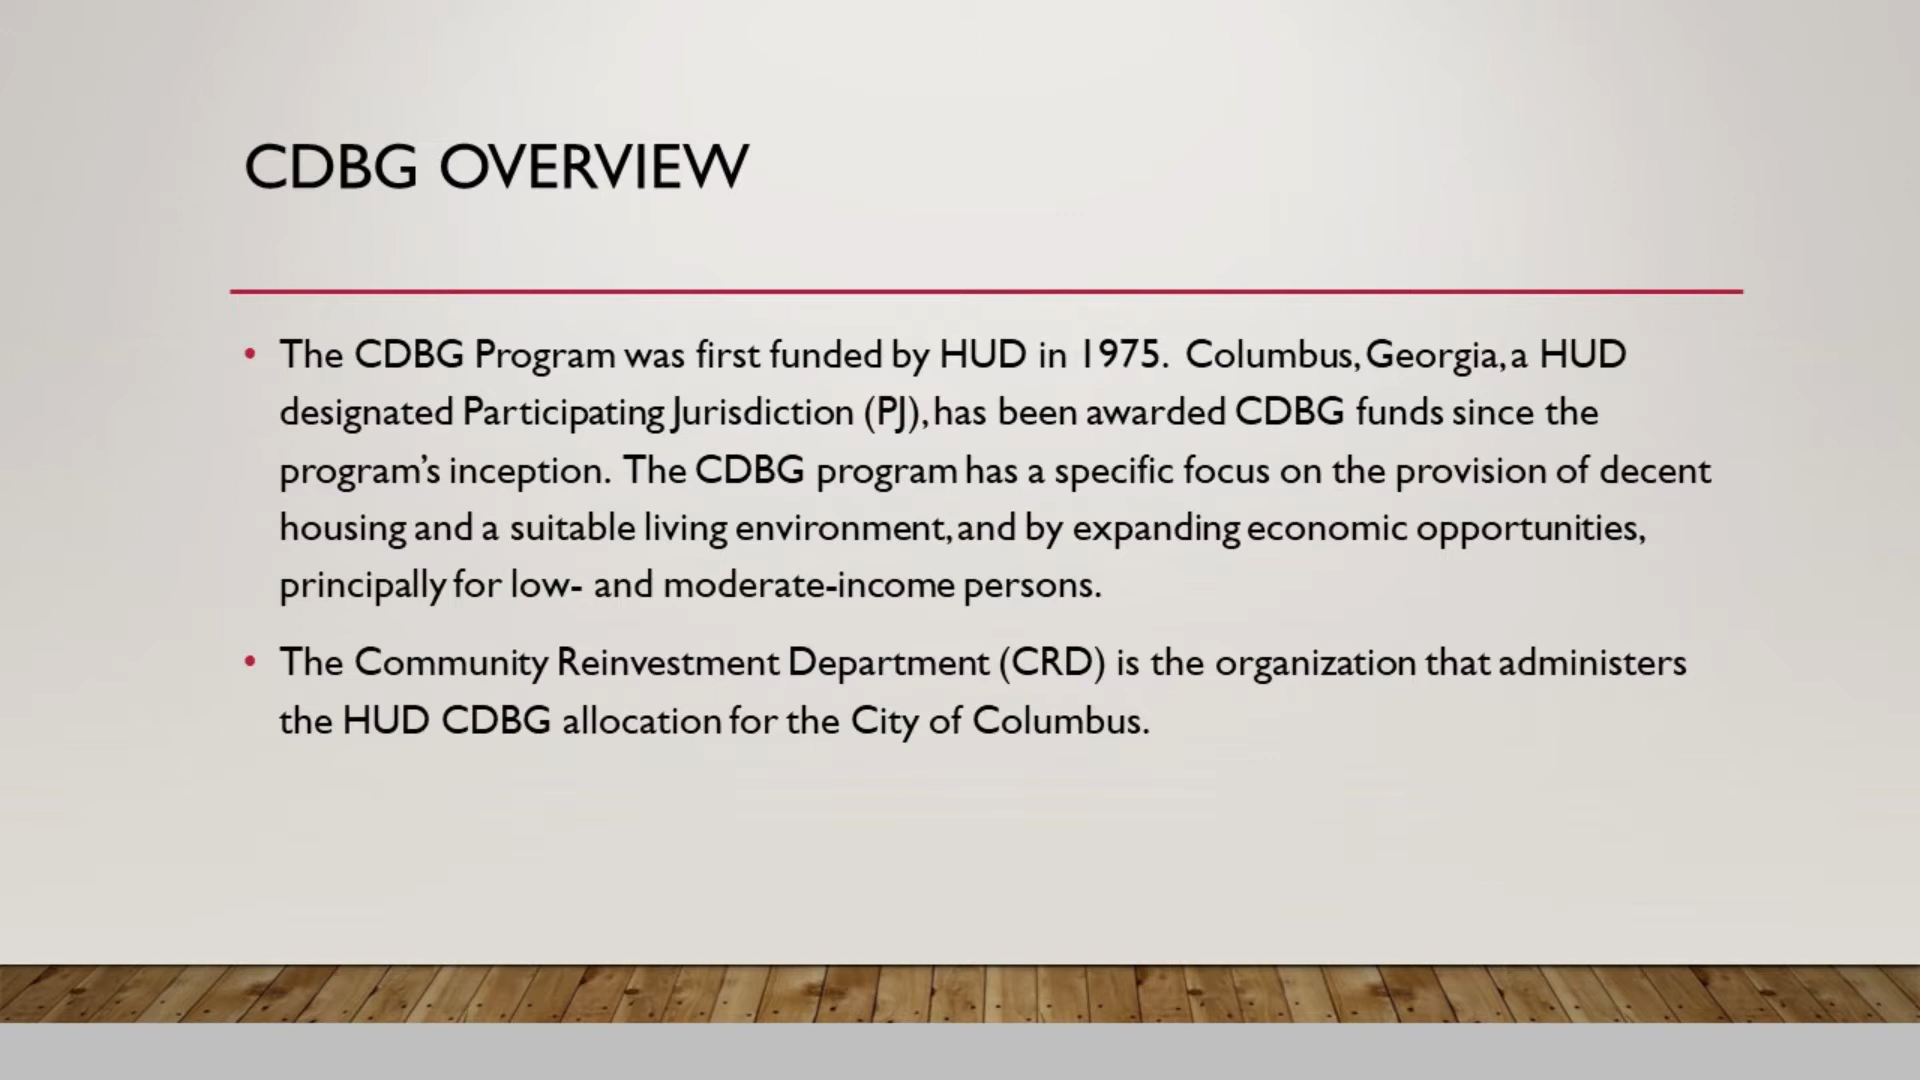 CDBG OVERVIEW
• The CDBG Program was first funded by HUD in 1975. Columbus, Georgia, a HUD
designated Participating Jurisdiction (PJ), has been awarded CDBG funds since the
program’s inception. The CDBG program has a specific focus on the provision of decent
housing and a suitable living environment, and by expanding economic opportunities,
principally for low- and moderate-income persons.
• The Community Reinvestment Department (CRD) is the organization that administers
the HUD CDBG allocation for the City of Columbus.